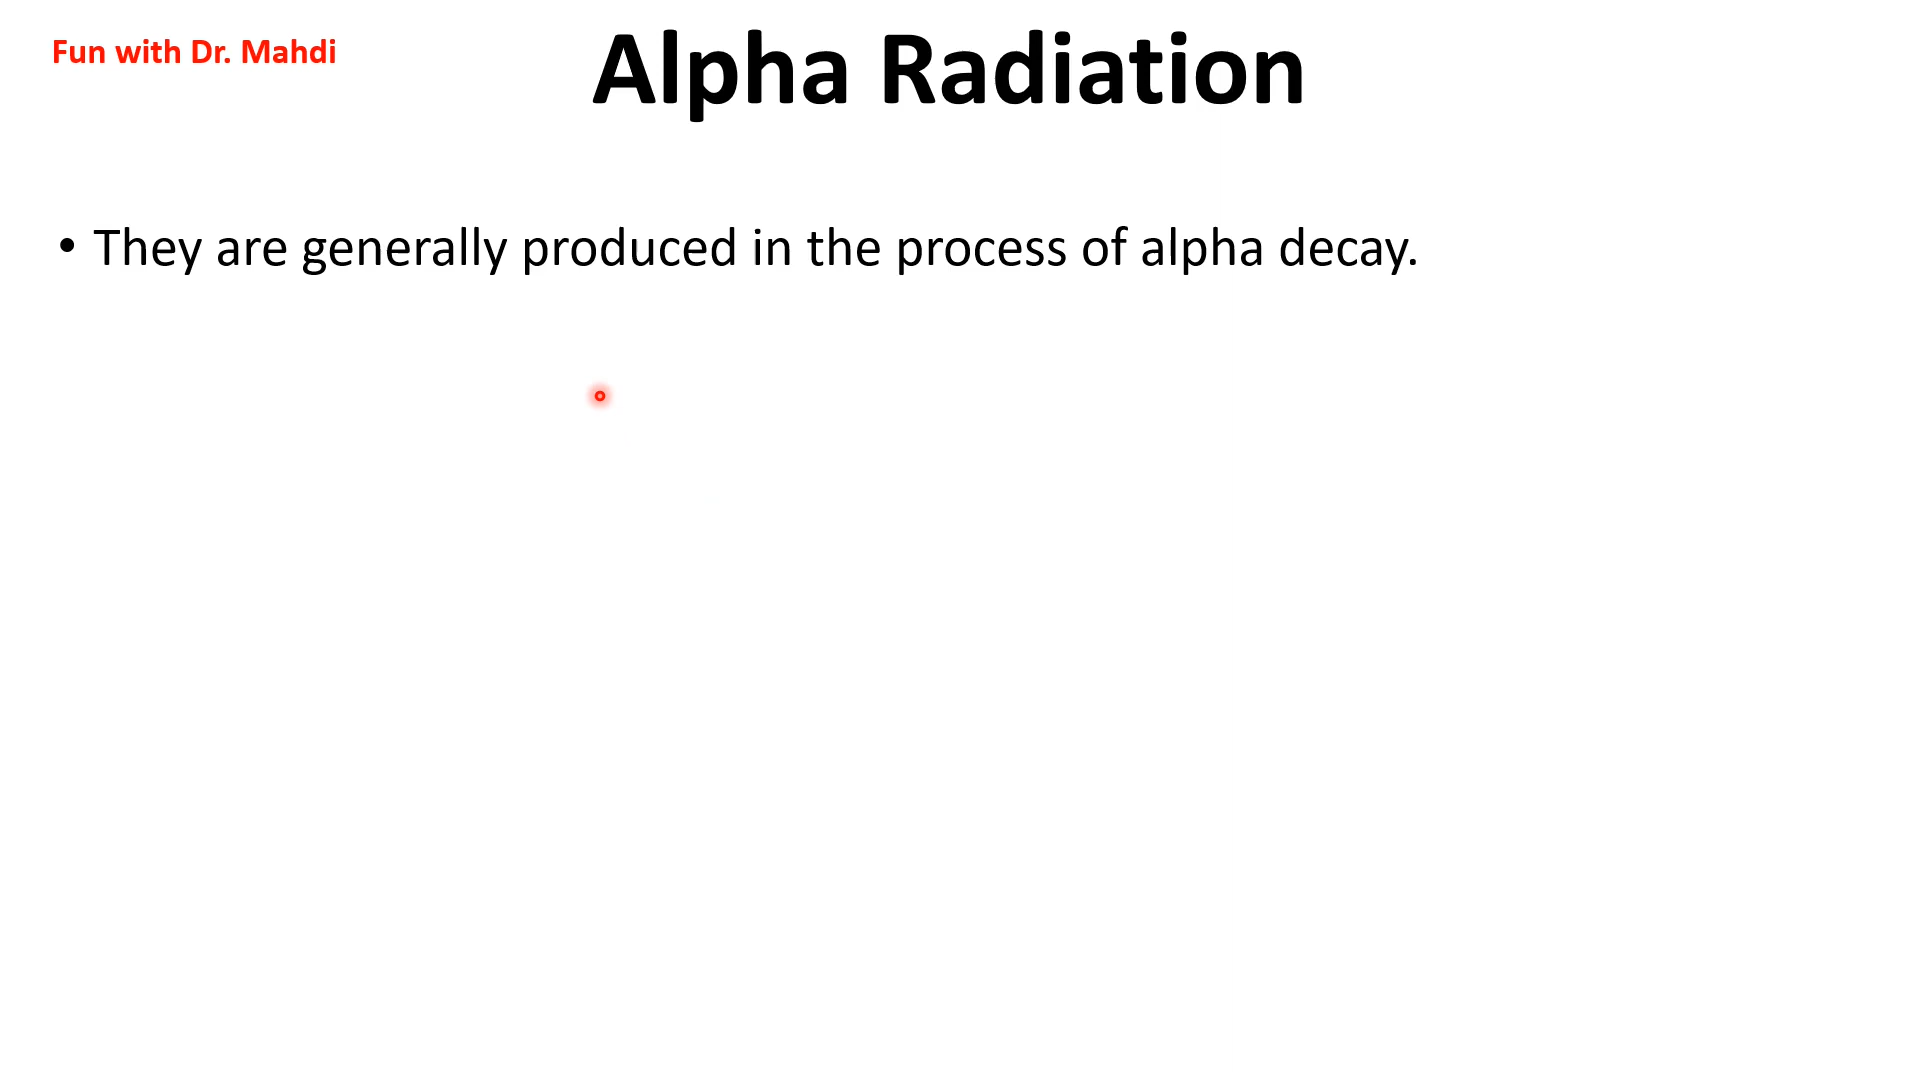 Fun with Dr. Mahdi
Alpha Radiation
• They are generally produced in the process of alpha decay.